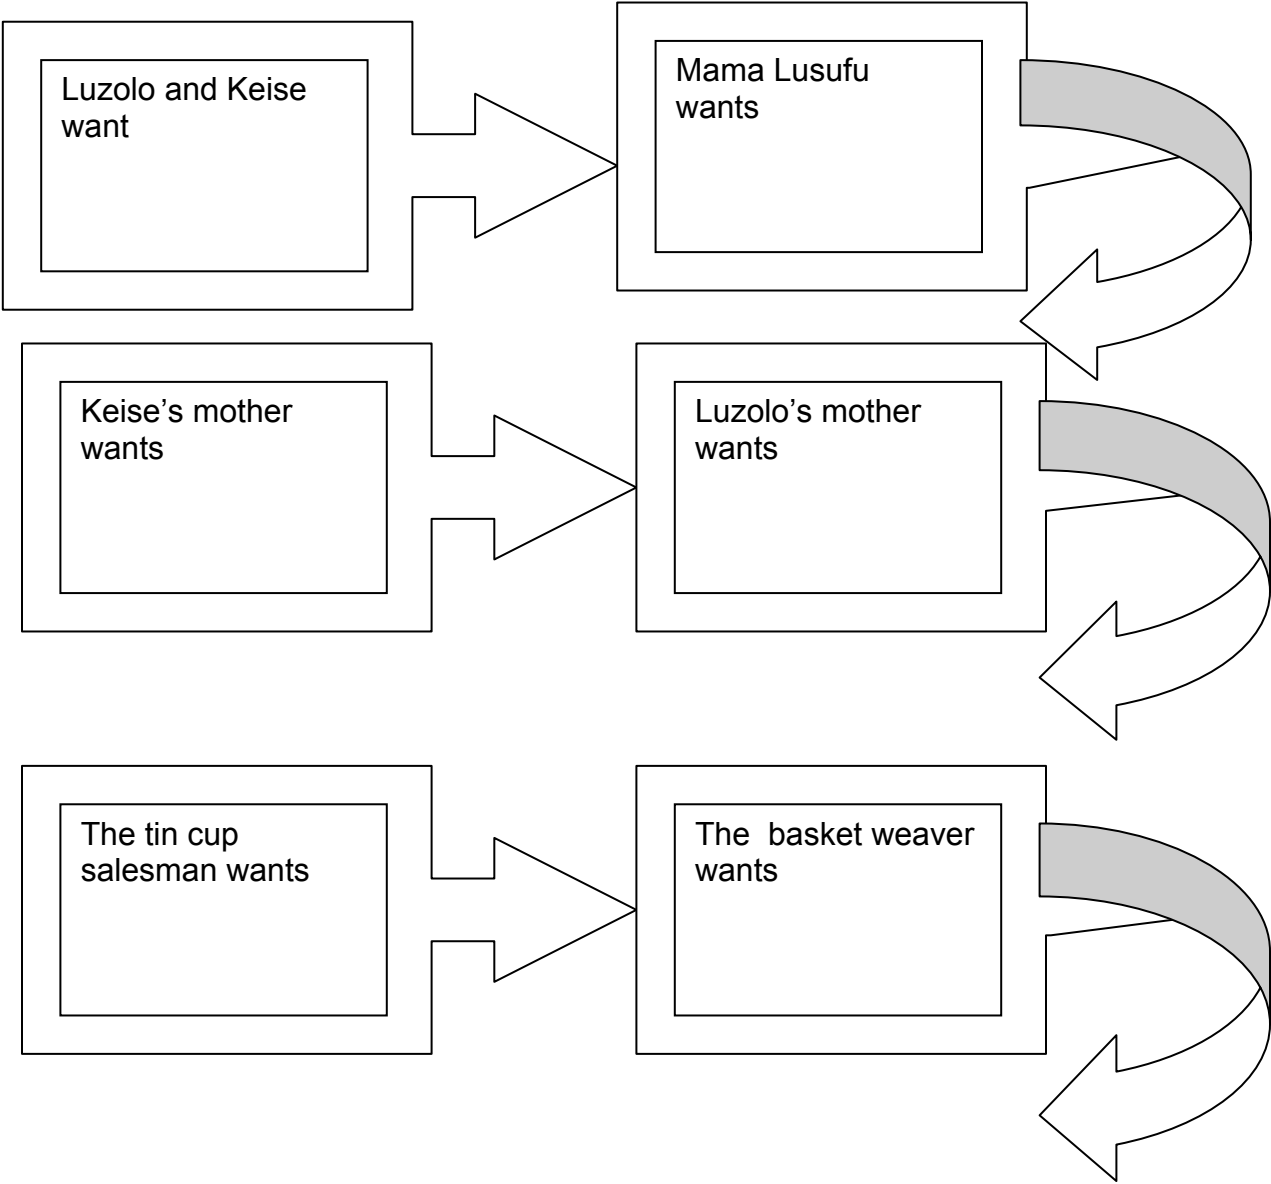 Luzolo and Keise
want
Mama Lusufu
wants
Keise’s mother
wants
Luzolo’s mother
wants
The tin cup
salesman wants
The  basket weaver
wants